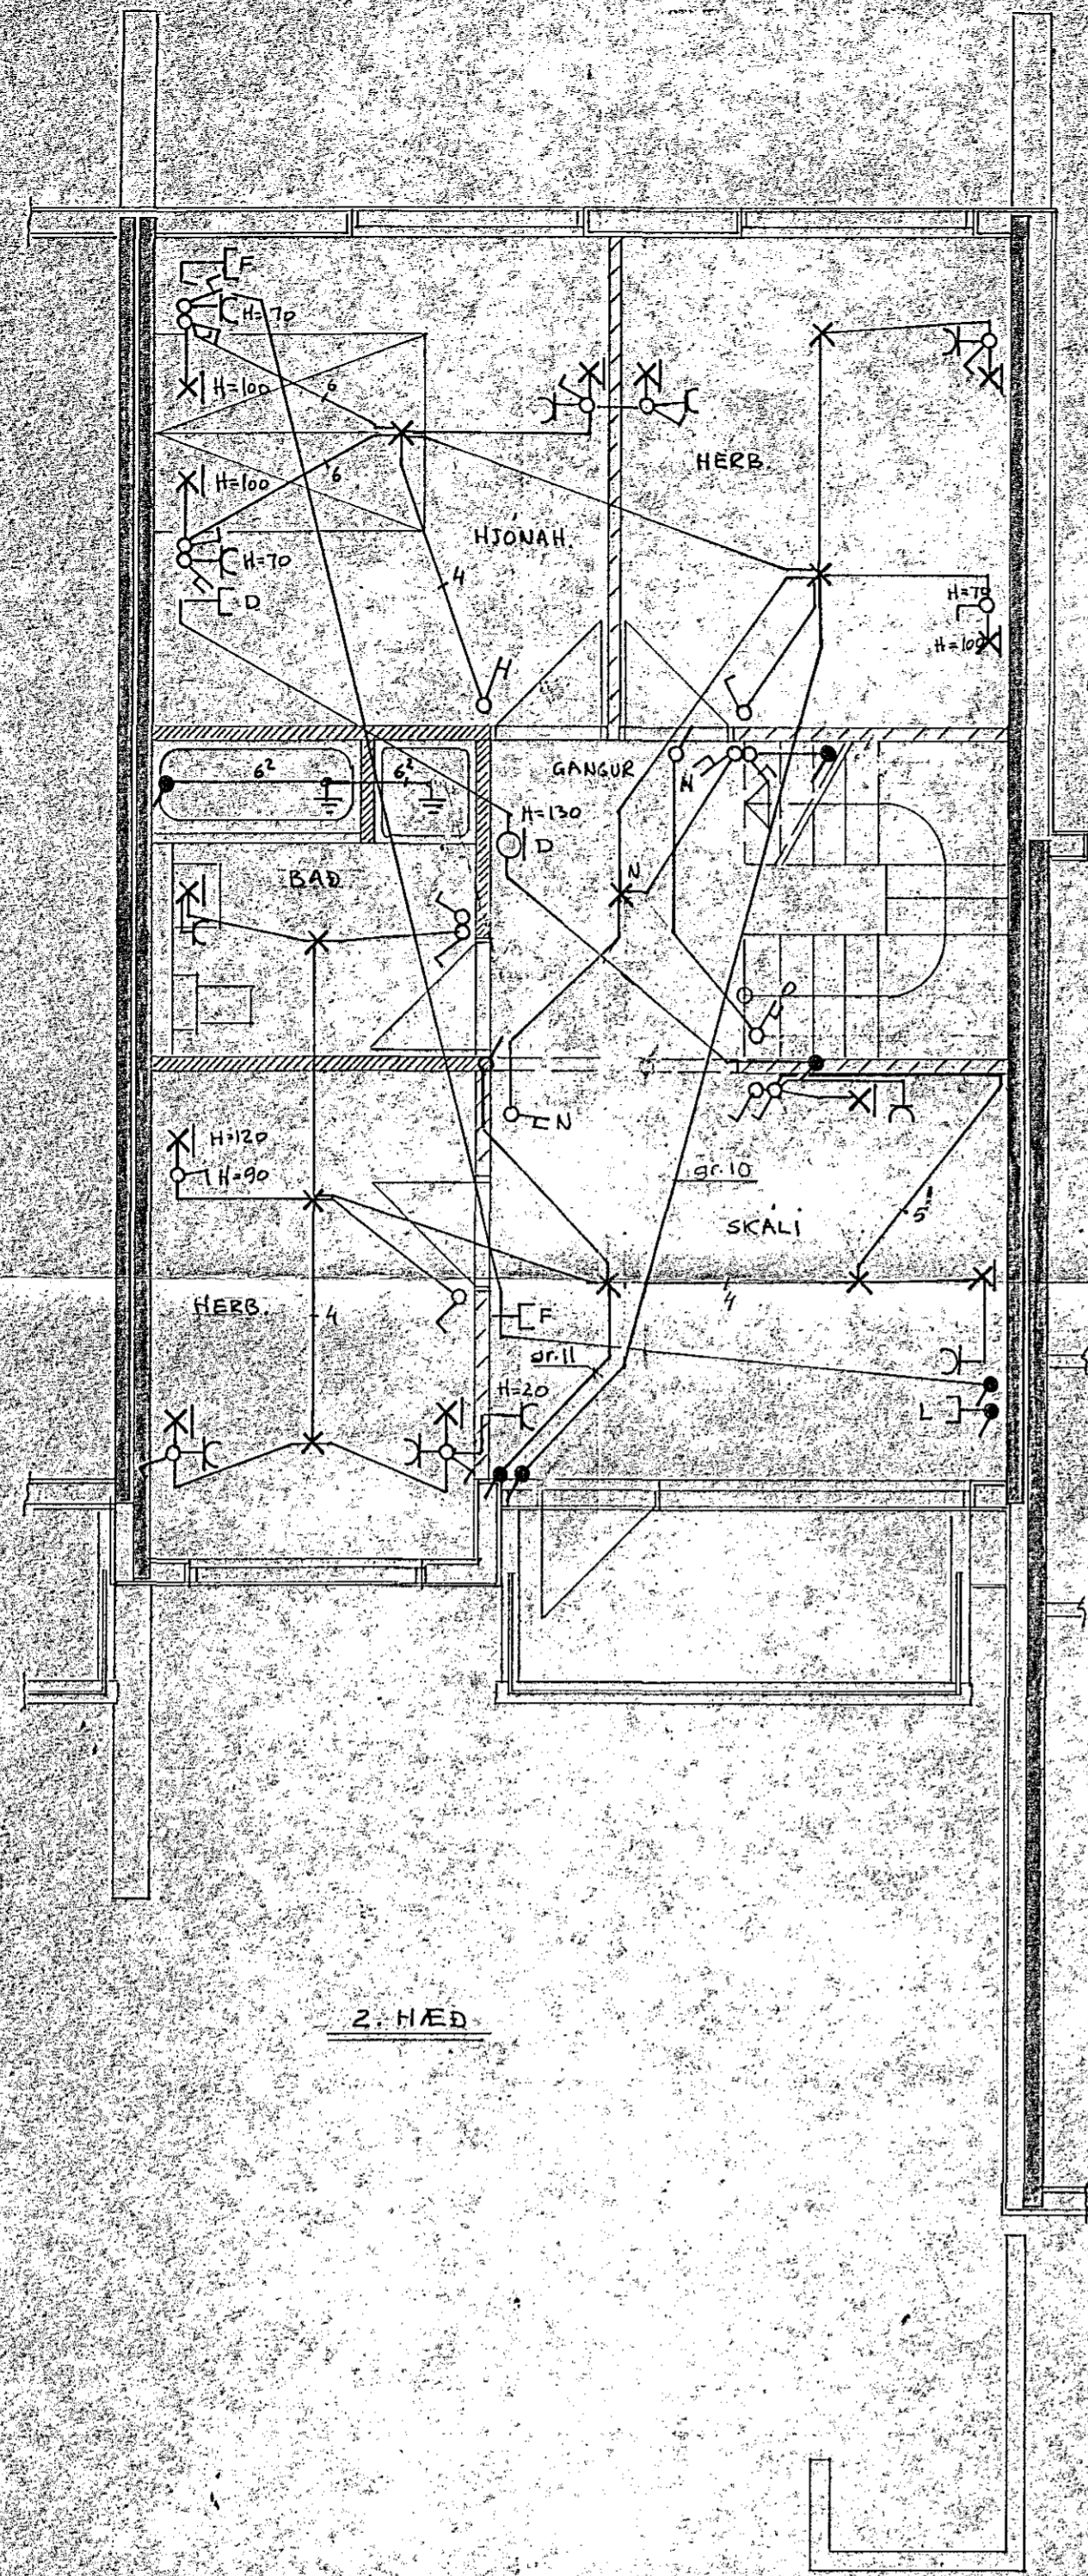 F
H=70
H=100
6
H=100
6
HERB.
HJÓNAH.
H=70
4
D
H=70
H=100
6²
6²
GANGUR
N
H=130
D
N
BAÐ
N
H=120
H=90
gr.10
5
SKÁLI
HERB.
4
4
F
gr.11
H=20
L
2. HÆÐ